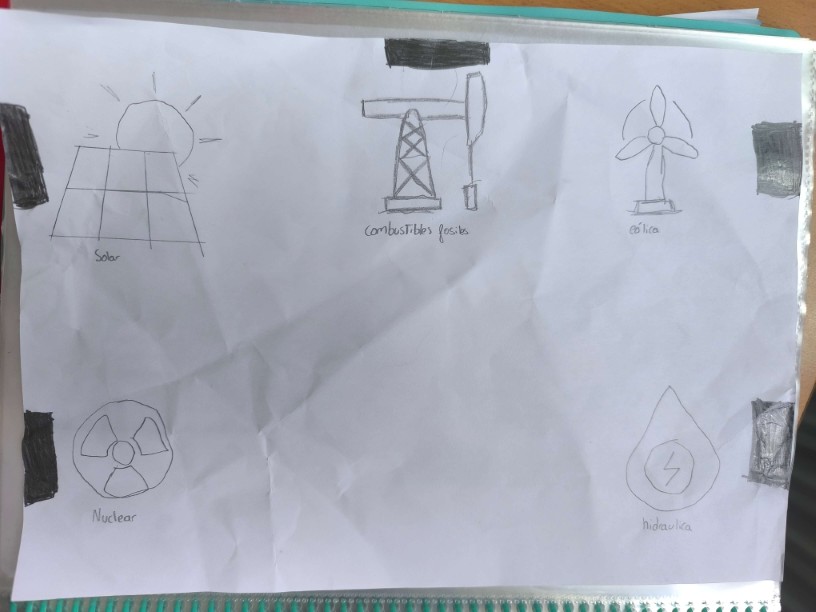 Solar
combustibles fosiles
eólica
Nuclear
hidraulica